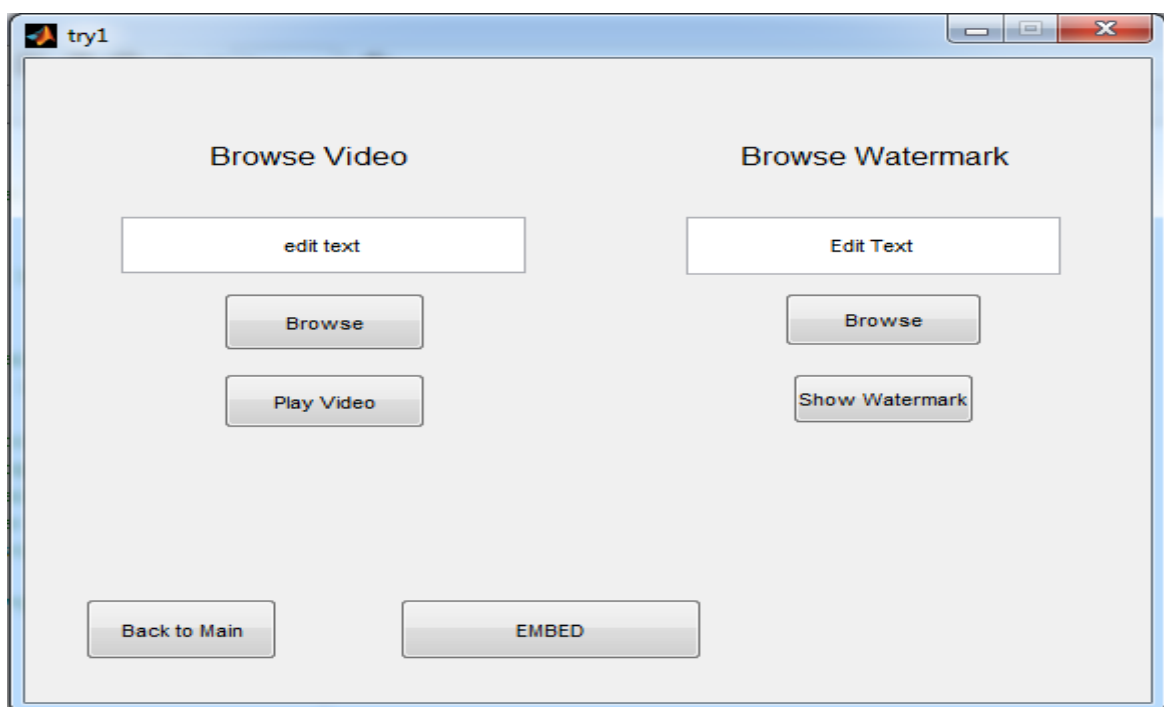 try1
Browse Video
Browse Watermark
edit text
Edit Text
Browse
Browse
Play Video
Show Watermark
Back to Main
EMBED